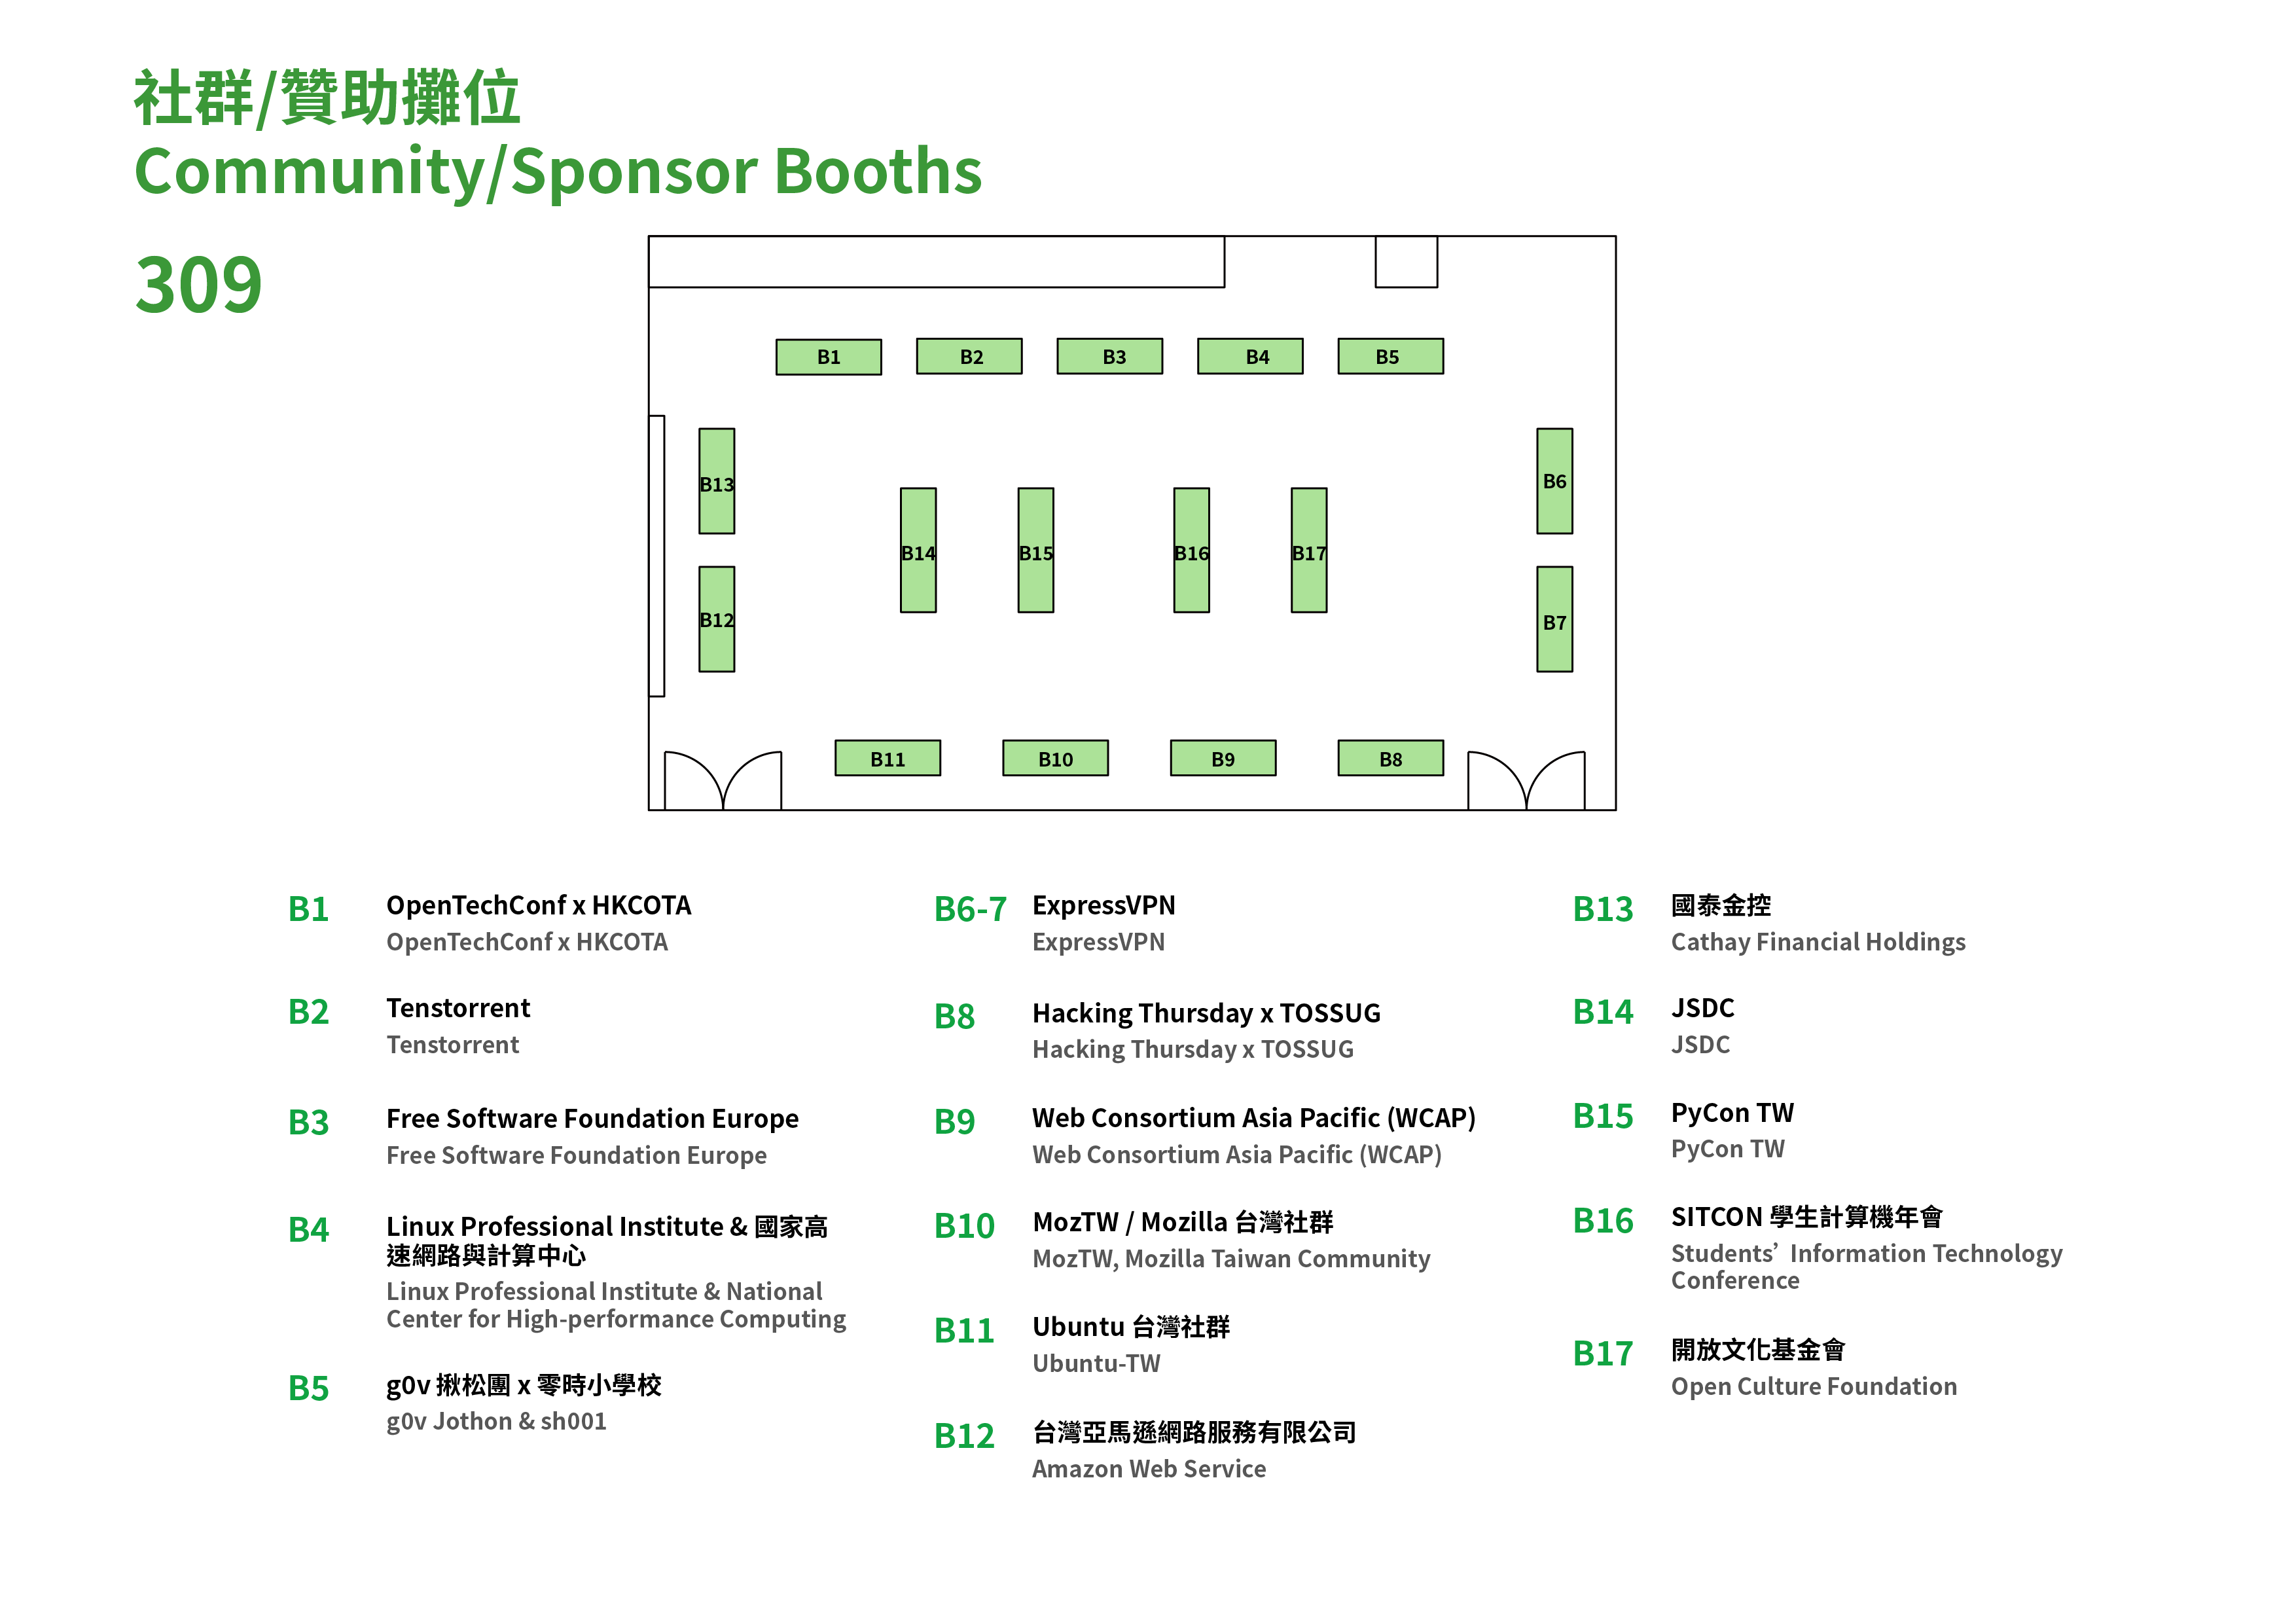 社群/贊助攤位
Community/Sponsor Booths
309
B1
B2
B3
B4
B5
B13
B6
B14
B15
B16
B17
B12
B7
B11
B10
B9
B8
B1
OpenTechConf x HKCOTA
OpenTechConf x HKCOTA
B2
Tenstorrent
Tenstorrent
B3
Free Software Foundation Europe
Free Software Foundation Europe
B4
Linux Professional Institute & 國家高
速網路與計算中心
Linux Professional Institute & National
Center for High-performance Computing
B5
g0v 揪松團 x 零時小學校
g0v Jothon & sh001
B6-7
ExpressVPN
ExpressVPN
B8
Hacking Thursday x TOSSUG
Hacking Thursday x TOSSUG
B9
Web Consortium Asia Pacific (WCAP)
Web Consortium Asia Pacific (WCAP)
B10
MozTW / Mozilla 台灣社群
MozTW, Mozilla Taiwan Community
B11
Ubuntu 台灣社群
Ubuntu-TW
B12
台灣亞馬遜網路服務有限公司
Amazon Web Service
B13
國泰金控
Cathay Financial Holdings
B14
JSDC
JSDC
B15
PyCon TW
PyCon TW
B16
SITCON 學生計算機年會
Students’ Information Technology
Conference
B17
開放文化基金會
Open Culture Foundation